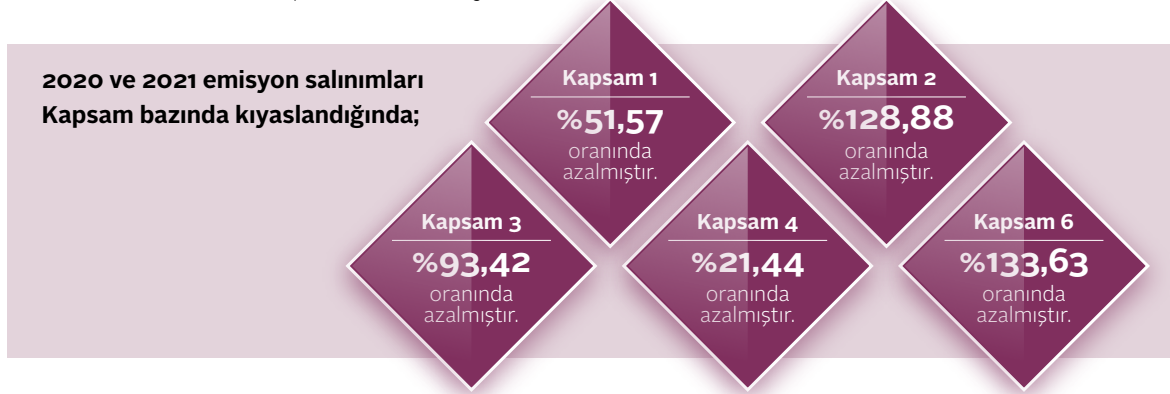 2020 ve 2021 emisyon salınımları
Kapsam bazında kıyaslandığında;
Kapsam 1
%51,57
oranında
azalmıştır.
Kapsam 2
%128,88
oranında
azalmıştır.
Kapsam 3
%93,42
oranında
azalmıştır.
Kapsam 4
%21,44
oranında
azalmıştır.
Kapsam 6
%133,63
oranında
azalmıştır.